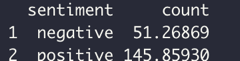 sentiment count
1 negative 51.26869
2 positive 145.85930